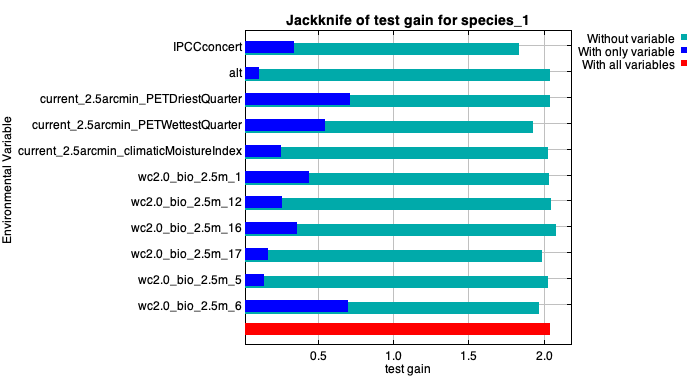 Jackknife of test gain for species_1
Without variable
With only variable
With all variables
Environmental Variable
IPCCconcert
alt
current_2.5arcmin_PETDriestQuarter
current_2.5arcmin_PETWettestQuarter
current_2.5arcmin_climaticMoistureIndex
wc2.0_bio_2.5m_1
wc2.0_bio_2.5m_12
wc2.0_bio_2.5m_16
wc2.0_bio_2.5m_17
wc2.0_bio_2.5m_5
wc2.0_bio_2.5m_6
0.5 1.0 1.5 2.0
test gain